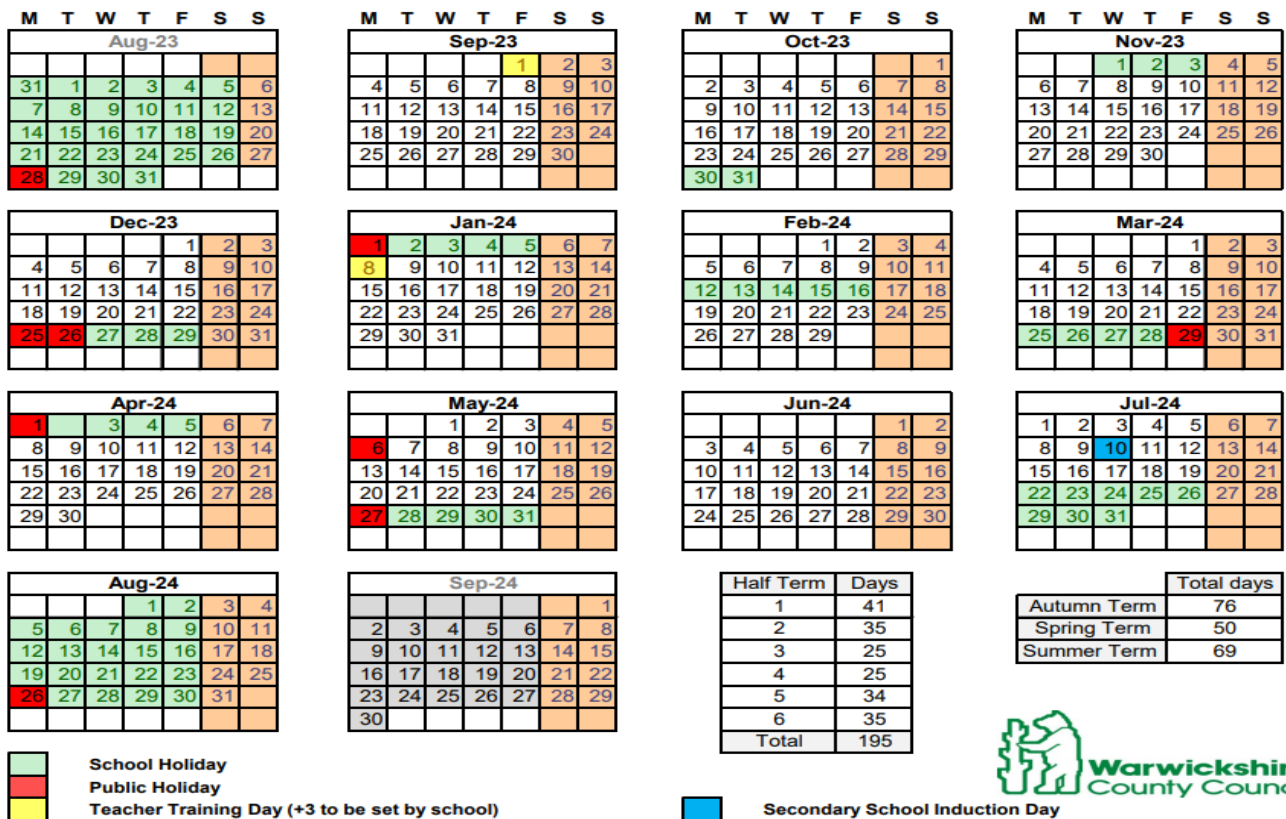 M T W T F S S
Aug-23
31 1 2 3 4 5 6
7 8 9 10 11 12 13
14 15 16 17 18 19 20
21 22 23 24 25 26 27
28 29 30 31
M T W T F S S
Sep-23
1 2 3
4 5 6 7 8 9 10
11 12 13 14 15 16 17
18 19 20 21 22 23 24
25 26 27 28 29 30
Oct-23
1
2 3 4 5 6 7 8
9 10 11 12 13 14 15
16 17 18 19 20 21 22
23 24 25 26 27 28 29
30 31
M T W T F S S
M T W T F S S
Nov-23
1 2 3 4 5
6 7 8 9 10 11 12
13 14 15 16 17 18 19
20 21 22 23 24 25 26
27 28 29 30
Dec-23
1 2 3
4 5 6 7 8 9 10
11 12 13 14 15 16 17
18 19 20 21 22 23 24
25 26 27 28 29 30 31
Jan-24
1 2 3 4 5 6 7
8 9 10 11 12 13 14
15 16 17 18 19 20 21
22 23 24 25 26 27 28
29 30 31
Feb-24
1 2 3 4
5 6 7 8 9 10 11
12 13 14 15 16 17 18
19 20 21 22 23 24 25
26 27 28 29
Mar-24
1 2 3
4 5 6 7 8 9 10
11 12 13 14 15 16 17
18 19 20 21 22 23 24
25 26 27 28 29 30 31
Apr-24
1 3 4 5 6 7
8 9 10 11 12 13 14
15 16 17 18 19 20 21
22 23 24 25 26 27 28
29 30
May-24
1 2 3 4 5
6 7 8 9 10 11 12
13 14 15 16 17 18 19
20 21 22 23 24 25 26
27 28 29 30 31
Jun-24
1 2
3 4 5 6 7 8 9
10 11 12 13 14 15 16
17 18 19 20 21 22 23
24 25 26 27 28 29 30
Jul-24
1 2 3 4 5 6 7
8 9 10 11 12 13 14
15 16 17 18 19 20 21
22 23 24 25 26 27 28
29 30 31
Aug-24
1 2 3 4
5 6 7 8 9 10 11
12 13 14 15 16 17 18
19 20 21 22 23 24 25
26 27 28 29 30 31
Sep-24
1
2 3 4 5 6 7 8
9 10 11 12 13 14 15
16 17 18 19 20 21 22
23 24 25 26 27 28 29
30
Half Term Days
1 41
2 35
3 25
4 25
5 34
6 35
Total 195
Total days
Autumn Term 76
Spring Term 50
Summer Term 69
Warwickshir
County Counc
School Holiday
Public Holiday
Teacher Training Day (+3 to be set by school)
Secondary School Induction Day